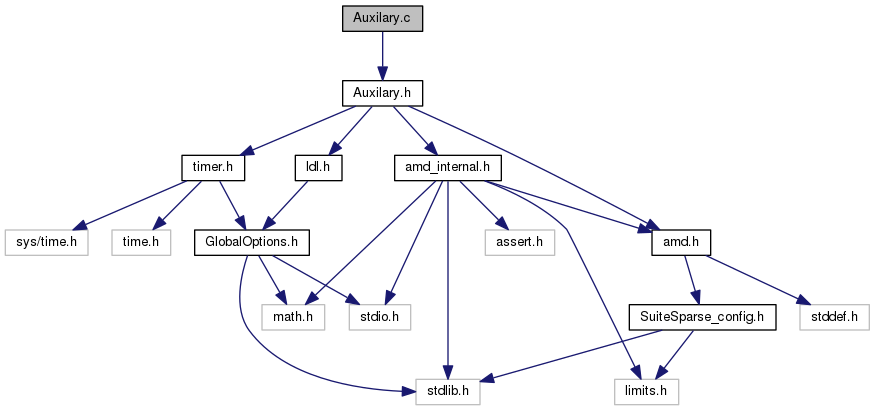 Auxilary.c
Auxilary.h
timer.h
ldl.h
amd_internal.h
sys/time.h
time.h
GlobalOptions.h
assert.h
amd.h
math.h
stdio.h
SuiteSparse_config.h
stddef.h
stdlib.h
limits.h